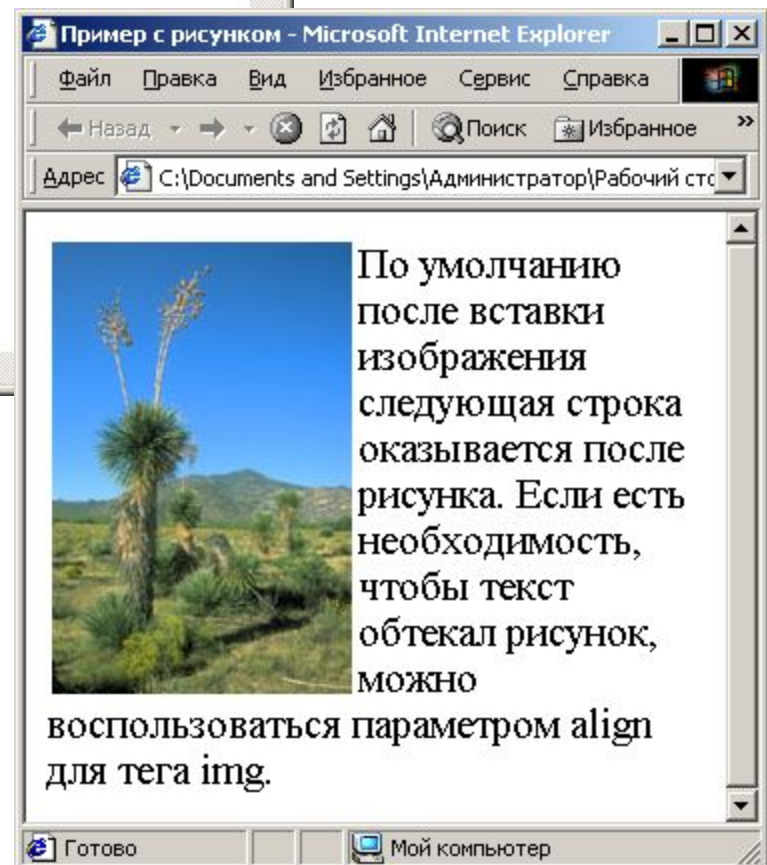 Пример с рисунком - Microsoft Internet Explorer
Файл Правка Вид Избранное Сервис Справка
Назад Поиск Избранное »
Адрес C:\Documents and Settings\Администратор\Рабочий сто
По умолчанию
после вставки
изображения
следующая строка
оказывается после
рисунка. Если есть
необходимость,
чтобы текст
обтекал рисунок,
можно
воспользоваться параметром align
для тега img.
Готово Мой компьютер